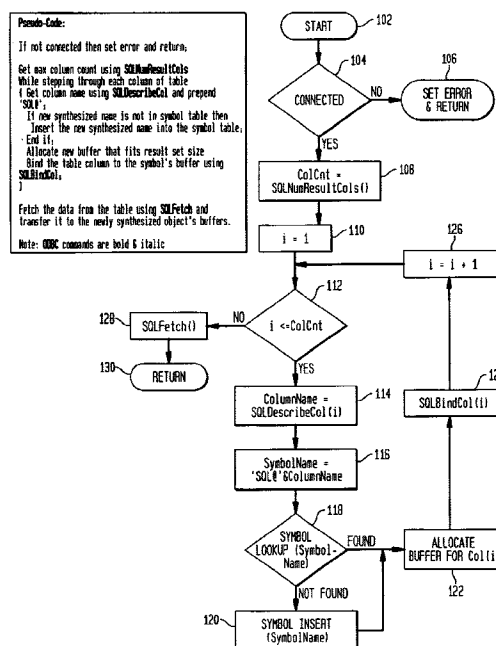 Pseudo-Code:
If not connected then set error and return;
Get max column count using SQLNumResultCols
While stepping through each column of table
{ Get column name using SQLDescribeCol and prepend
'SQL@';
If new synthesized name is not in symbol table then
Insert the new synthesized name into the symbol table;
End if;
Allocate new buffer that fits result set size
Bind the table column to the symbol's buffer using
SQLBindCol;
}
Fetch the data from the table using SQLFetch and
transfer it to the newly synthesized object's buffers.
Note: ODBC commands are bold & italic
START
102
104
CONNECTED
NO
106
SET ERROR
& RETURN
YES
ColCnt =
SQLNumResultCols()
108
i = 1
110
126
i = i + 1
112
i <=ColCnt
NO
128
SQLFetch()
130
RETURN
YES
ColumnName =
SQLDescribeCol(i)
114
SymbolName =
'SQL@'&ColumnName
116
SQLBindCol(i)
118
SYMBOL
LOOKUP (Symbol-
Name)
FOUND
ALLOCATE
BUFFER FOR Col(i
122
NOT FOUND
120
SYMBOL INSERT
(SymbolName)